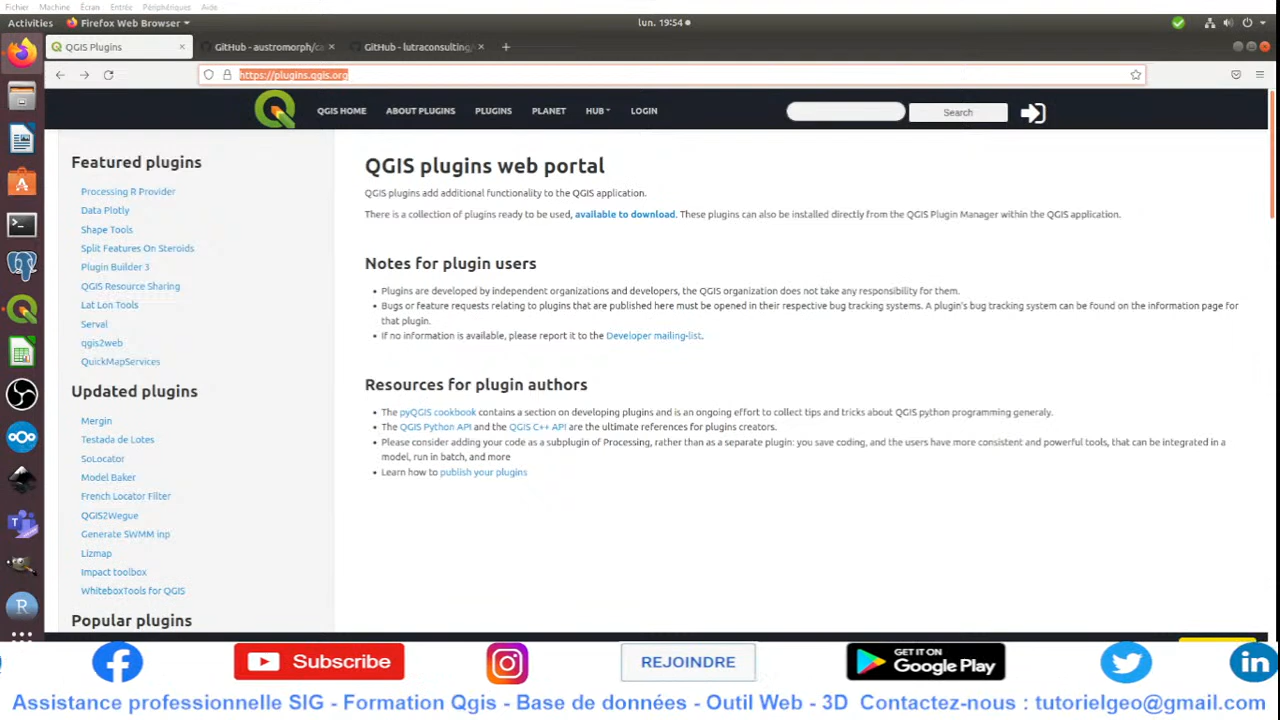 Fichier Machine Écran Entrée Périphériques Aide
Activities Firefox Web Browser lun. 19:54
QGIS Plugins GitHub - austromorph/ca GitHub - lutraconsulting/
https://plugins.qgis.org
QGIS HOME ABOUT PLUGINS PLUGINS PLANET HUB LOGIN Search
Featured plugins
Processing R Provider
Data Plotly
Shape Tools
Split Features On Steroids
Plugin Builder 3
QGIS Resource Sharing
Lat Lon Tools
Serval
qgis2web
QuickMapServices
Updated plugins
Mergin
Testada de Lotes
SoLocator
Model Baker
French Locator Filter
QGIS2Wegue
Generate SWMM inp
Lizmap
Impact toolbox
WhiteboxTools for QGIS
Popular plugins
QGIS plugins web portal
QGIS plugins add additional functionality to the QGIS application.
There is a collection of plugins ready to be used, available to download. These plugins can also be installed directly from the QGIS Plugin Manager within the QGIS application.
Notes for plugin users
• Plugins are developed by independent organizations and developers, the QGIS organization does not take any responsibility for them.
• Bugs or feature requests relating to plugins that are published here must be opened in their respective bug tracking systems. A plugin's bug tracking system can be found on the information page for
that plugin.
• If no information is available, please report it to the Developer mailing-list.
Resources for plugin authors
• The pyQGIS cookbook contains a section on developing plugins and is an ongoing effort to collect tips and tricks about QGIS python programming generaly.
• The QGIS Python API and the QGIS C++ API are the ultimate references for plugins creators.
• Please consider adding your code as a subplugin of Processing, rather than as a separate plugin: you save coding, and the users have more consistent and powerful tools, that can be integrated in a
model, run in batch, and more
• Learn how to publish your plugins
Subscribe REJOINDRE GET IT ON Google Play
Assistance professionnelle SIG - Formation Qgis - Base de données - Outil Web - 3D Contactez-nous : tutorielgeo@gmail.com